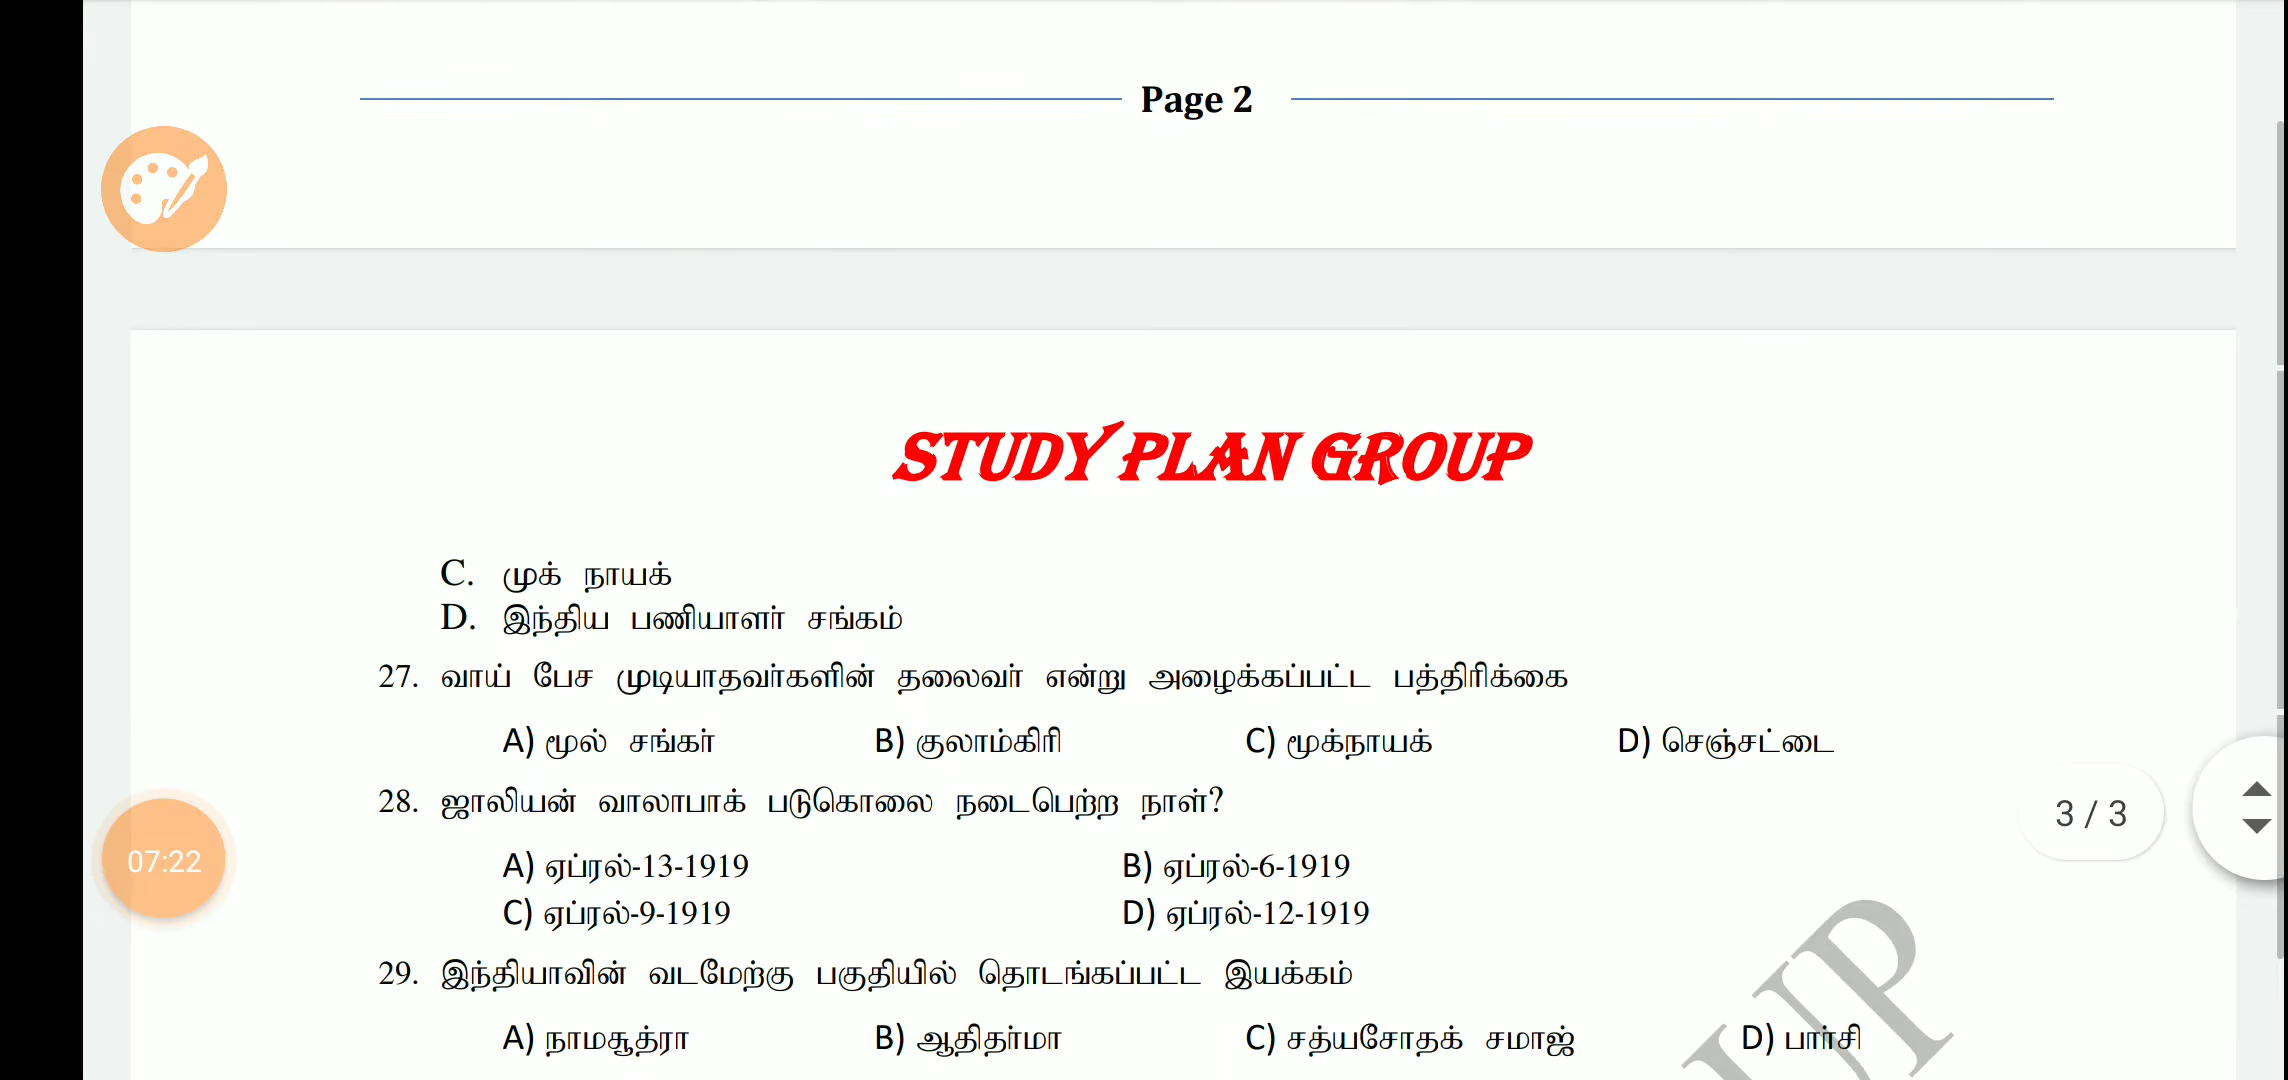 Page 2
STUDY PLAN GROUP
C. முக் நாயக்
D. இந்திய பணியாளர் சங்கம்
27. வாய் பேச முடியாதவர்களின் தலைவர் என்று அழைக்கப்பட்ட பத்திரிக்கை
A) மூல் சங்கர் B) குலாம்கிரி C) மூக்நாயக் D) செஞ்சட்டை
28. ஜாலியன் வாலாபாக் படுகொலை நடைபெற்ற நாள்?
3 / 3
07:22
A) ஏப்ரல்-13-1919 B) ஏப்ரல்-6-1919
C) ஏப்ரல்-9-1919 D) ஏப்ரல்-12-1919
29. இந்தியாவின் வடமேற்கு பகுதியில் தொடங்கப்பட்ட இயக்கம்
A) நாமசூத்ரா B) ஆதிதர்மா C) சத்யசோதக் சமாஜ் D) பார்சி
UP